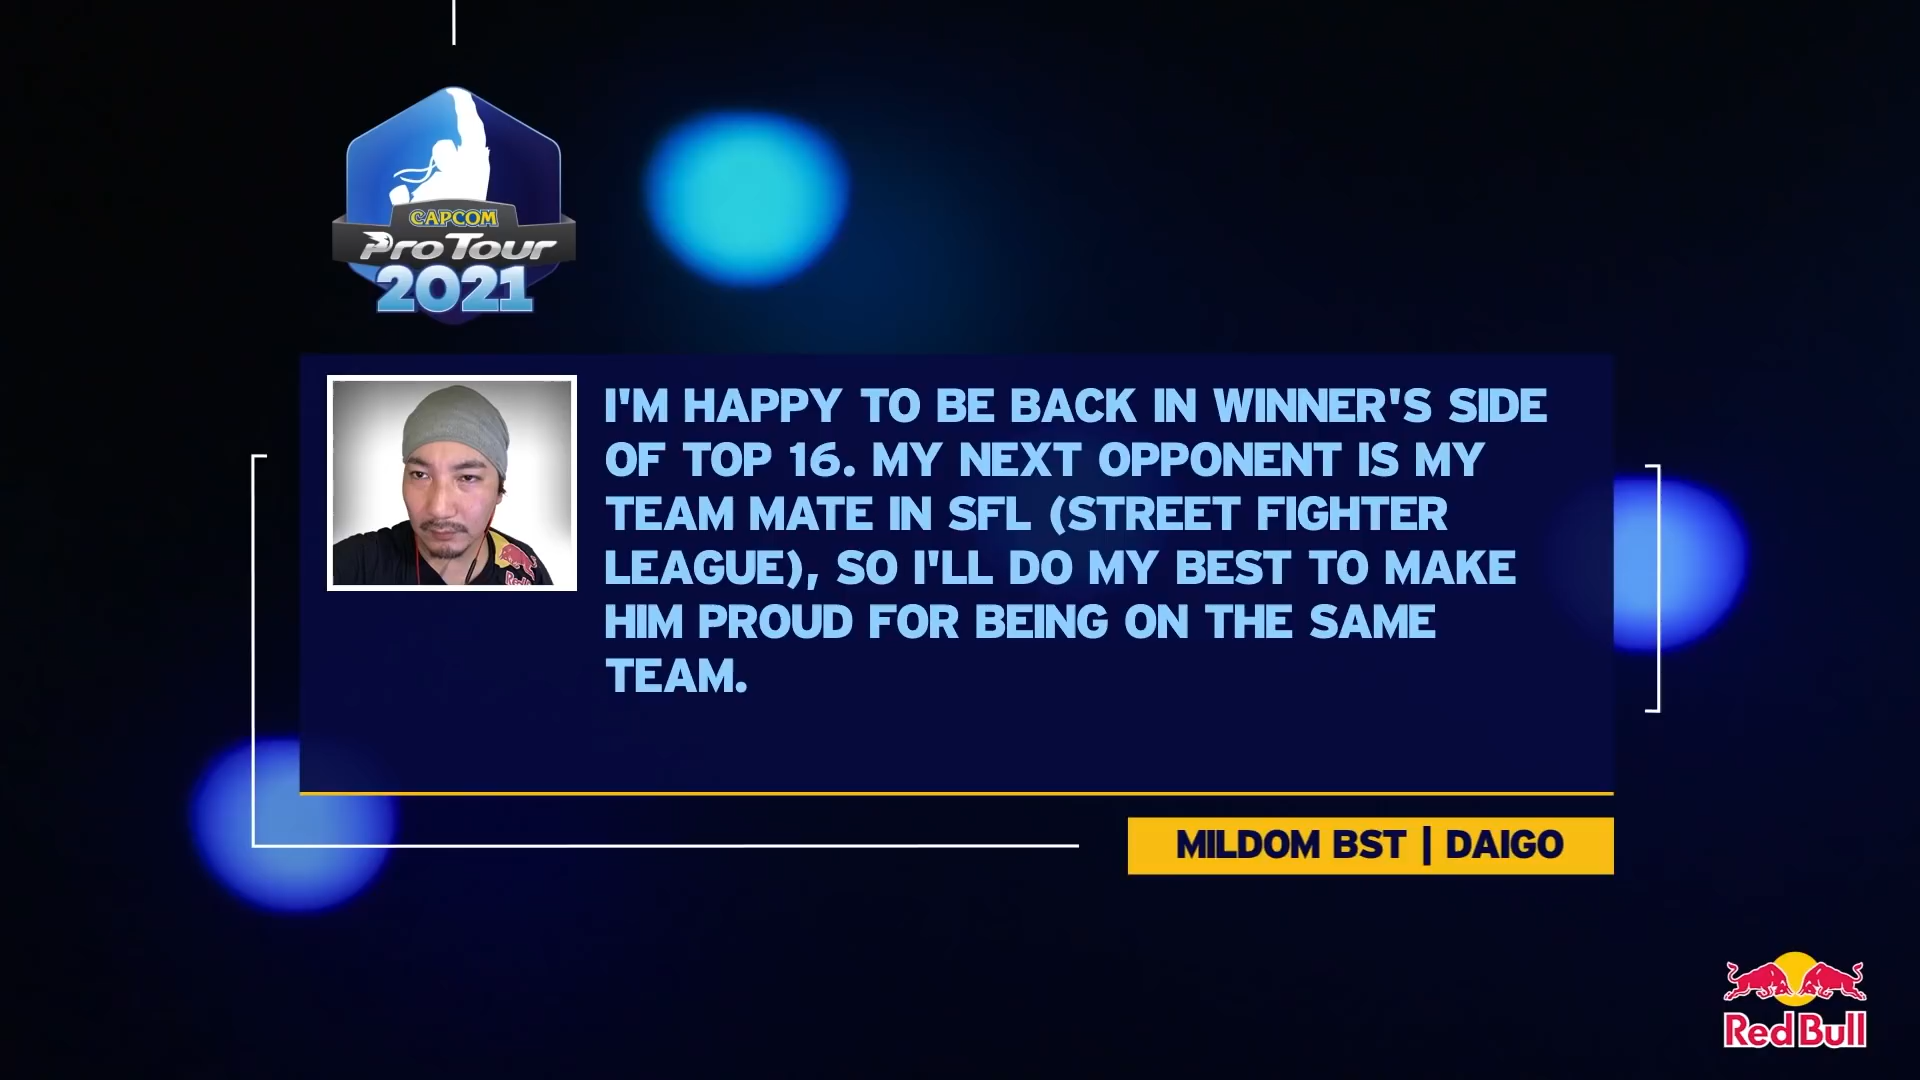 CAPCOM
Pro Tour
2021
I'M HAPPY TO BE BACK IN WINNER'S SIDE
OF TOP 16. MY NEXT OPPONENT IS MY
TEAM MATE IN SFL (STREET FIGHTER
LEAGUE), SO I'LL DO MY BEST TO MAKE
HIM PROUD FOR BEING ON THE SAME
TEAM.
MILDOM BST | DAIGO
Red Bull